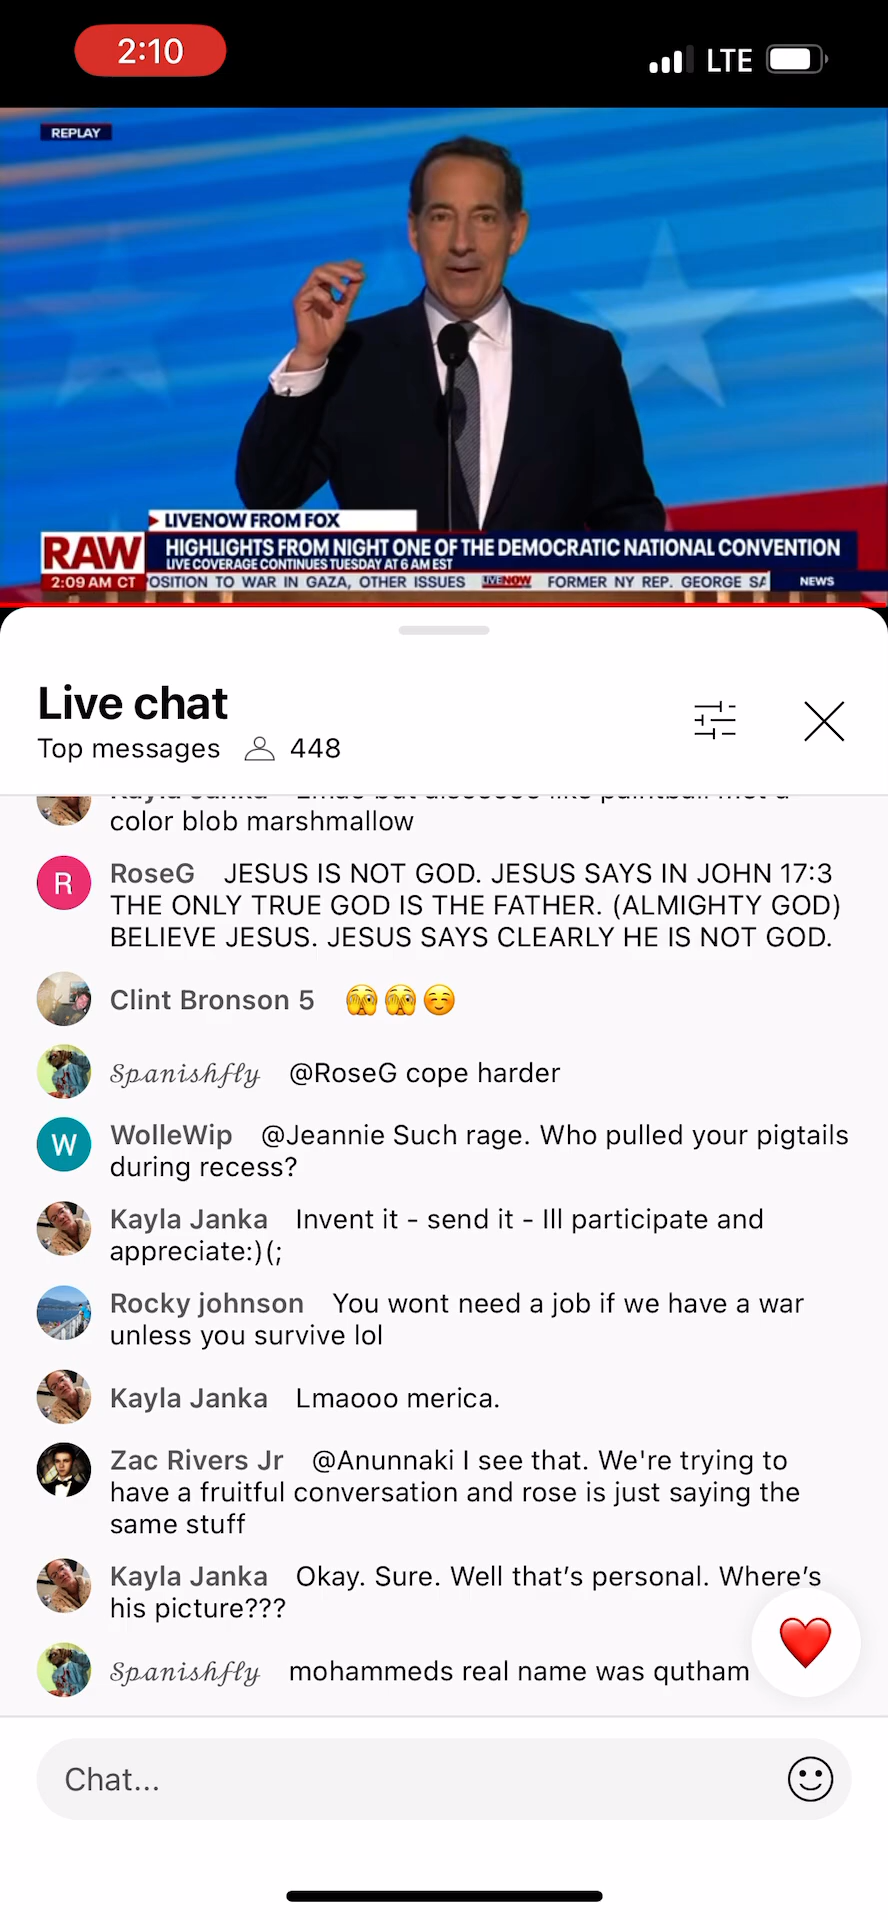 2:10
LTE
REPLAY
LIVENOW FROM FOX
RAW
HIGHLIGHTS FROM NIGHT ONE OF THE DEMOCRATIC NATIONAL CONVENTION
LIVE COVERAGE CONTINUES TUESDAY AT 6 AM EST
2:09 AM CT OSITION TO WAR IN GAZA, OTHER ISSUES LIVENOW FORMER NY REP. GEORGE SA NEWS
Live chat
Top messages 448
color blob marshmallow
R
RoseG JESUS IS NOT GOD. JESUS SAYS IN JOHN 17:3
THE ONLY TRUE GOD IS THE FATHER. (ALMIGHTY GOD)
BELIEVE JESUS. JESUS SAYS CLEARLY HE IS NOT GOD.
Clint Bronson 5 🫣🫣☺️
𝒮𝓅𝒶𝓃𝒾𝓈𝒽𝒻𝓁𝓎 @RoseG cope harder
W
WolleWip @Jeannie Such rage. Who pulled your pigtails
during recess?
Kayla Janka Invent it - send it - Ill participate and
appreciate:)(;
Rocky johnson You wont need a job if we have a war
unless you survive lol
Kayla Janka Lmaooo merica.
Zac Rivers Jr @Anunnaki I see that. We're trying to
have a fruitful conversation and rose is just saying the
same stuff
Kayla Janka Okay. Sure. Well that’s personal. Where’s
his picture???
𝒮𝓅𝒶𝓃𝒾𝓈𝒽𝒻𝓁𝓎 mohammeds real name was qutham
Chat...